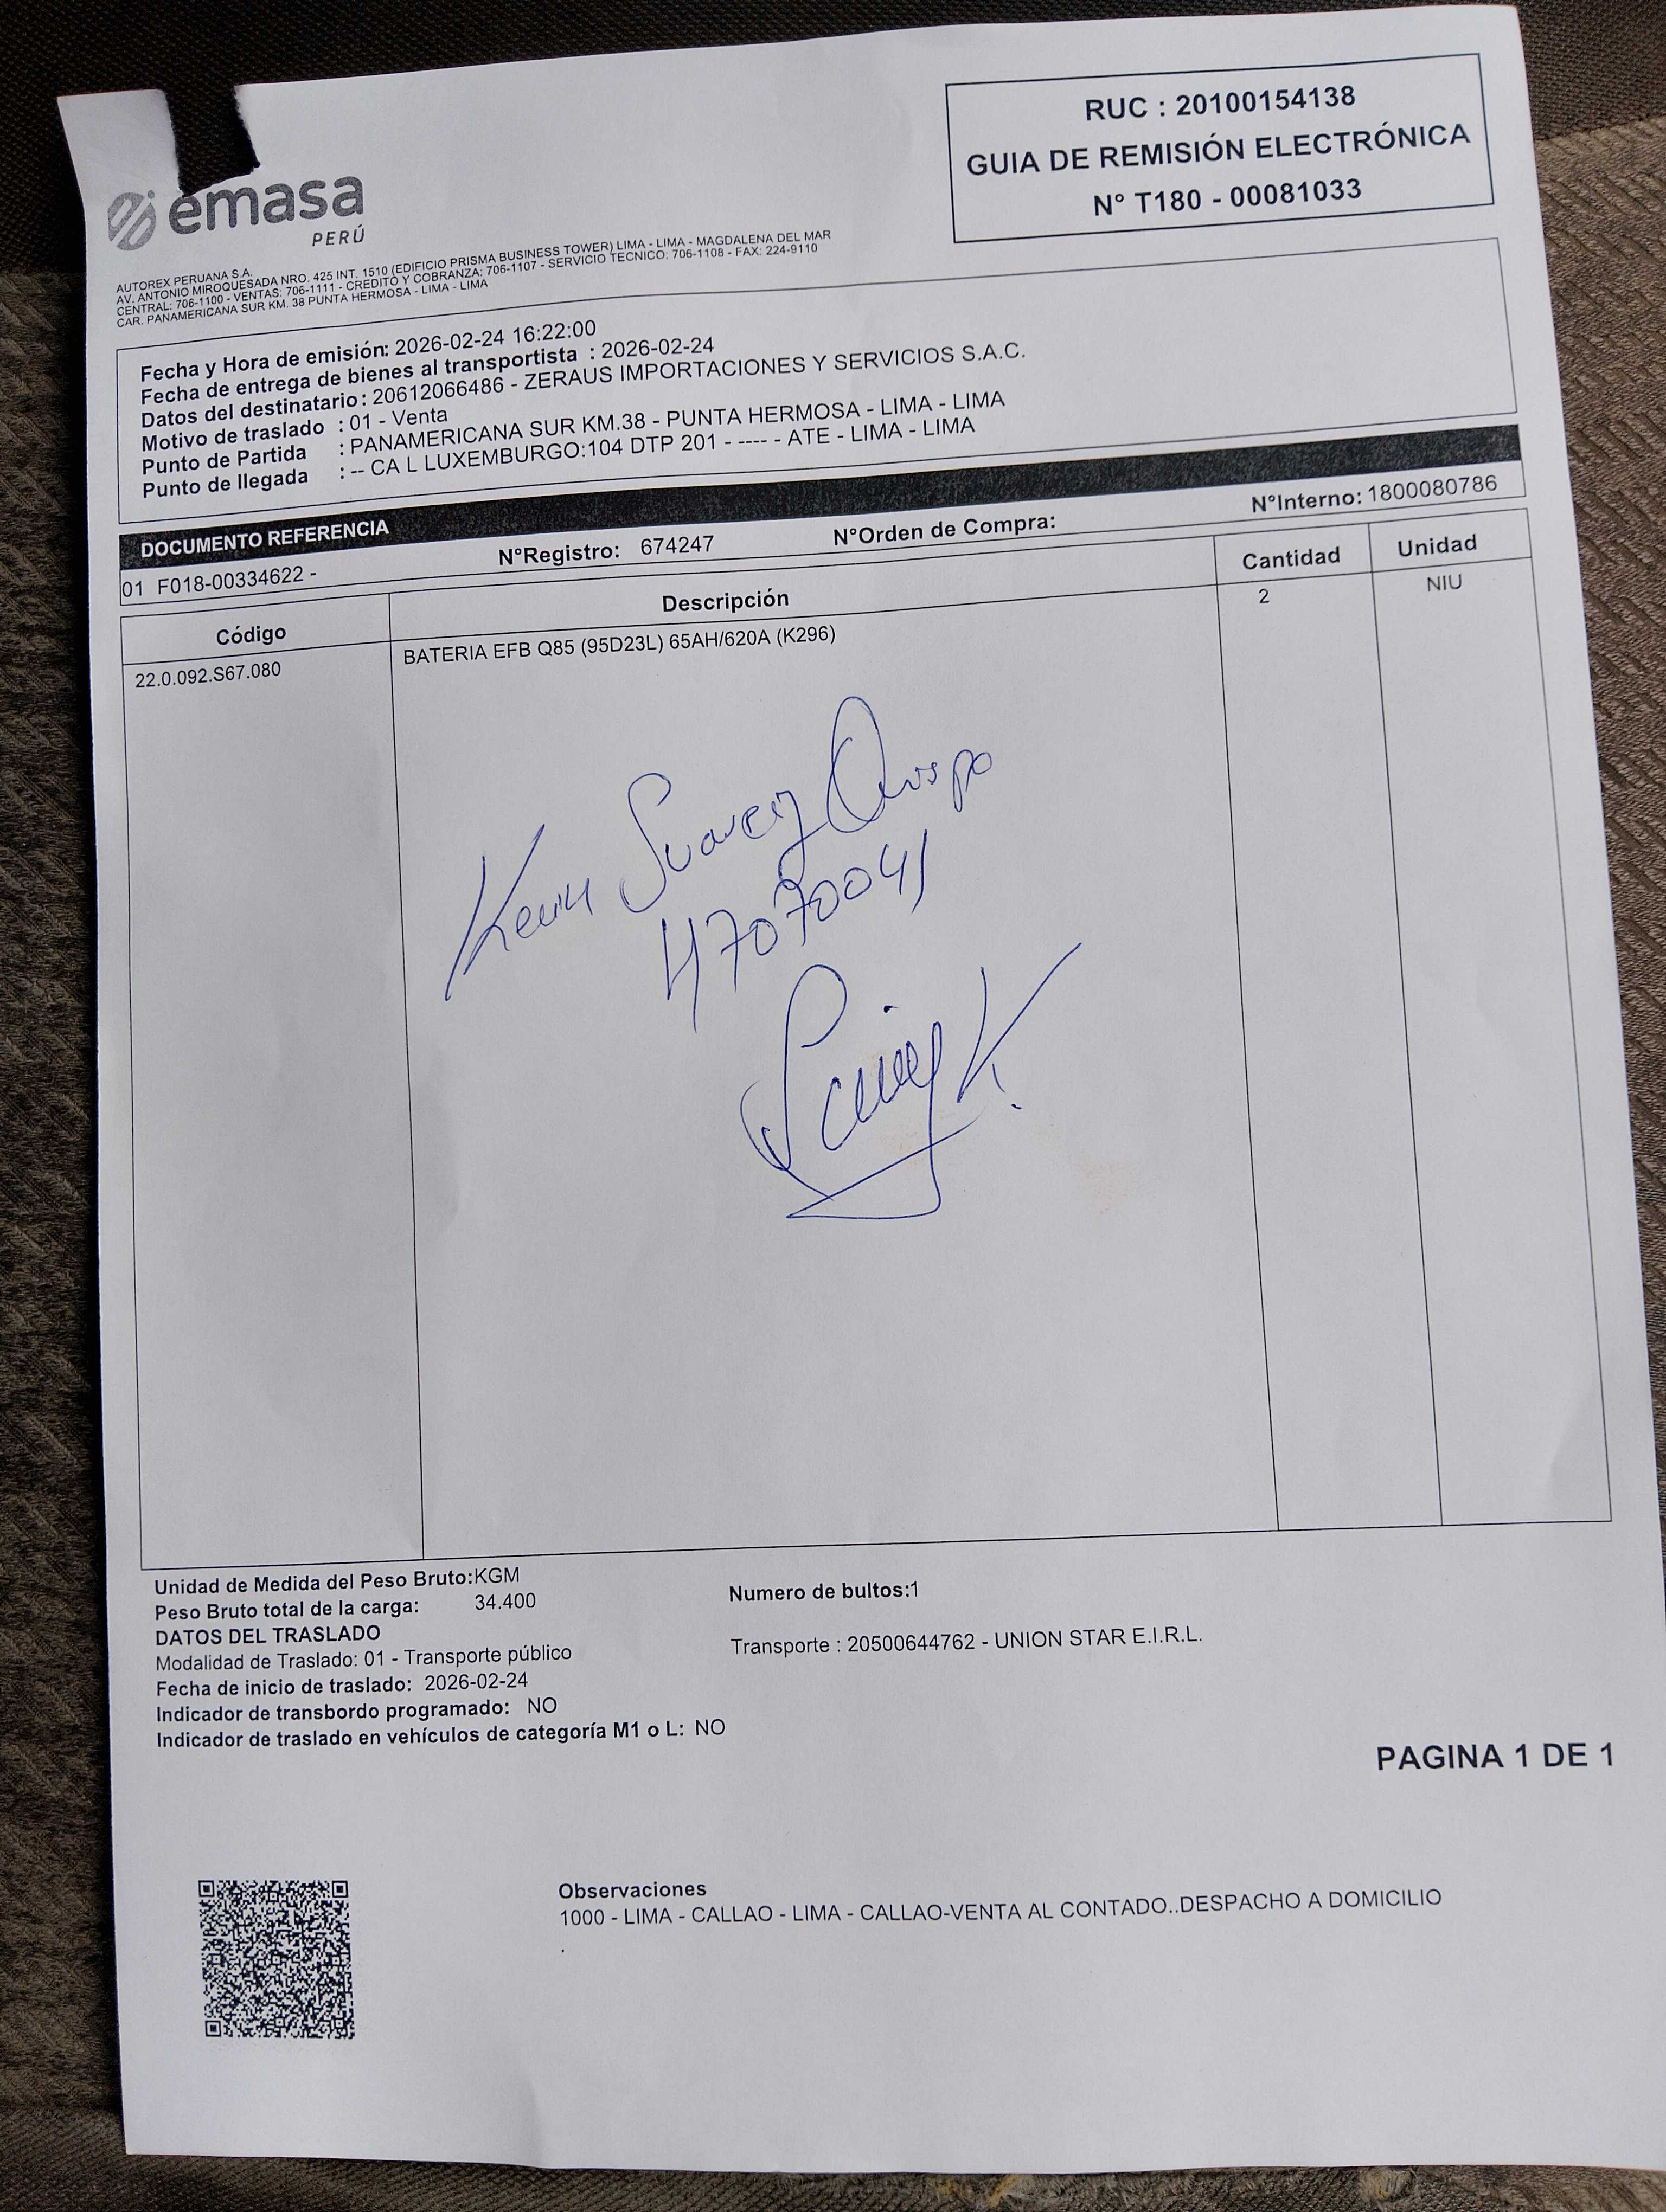 RUC : 20100154138
GUIA DE REMISIÓN ELECTRÓNICA
N° T180 - 00081033
emasa
PERÚ
AUTOREX PERUANA S.A.
AV. ANTONIO MIROQUESADA NRO. 425 INT. 1510 (EDIFICIO PRISMA BUSINESS TOWER) LIMA - LIMA - MAGDALENA DEL MAR
CENTRAL: 706-1100 - VENTAS: 706-1111 - CREDITO Y COBRANZA: 706-1107 - SERVICIO TECNICO: 706-1108 - FAX: 224-9110
CAR. PANAMERICANA SUR KM. 38 PUNTA HERMOSA - LIMA - LIMA
Fecha y Hora de emisión: 2026-02-24 16:22:00
Fecha de entrega de bienes al transportista : 2026-02-24
Datos del destinatario : 20612066486 - ZERAUS IMPORTACIONES Y SERVICIOS S.A.C.
Motivo de traslado : 01 - Venta
Punto de Partida : PANAMERICANA SUR KM.38 - PUNTA HERMOSA - LIMA - LIMA
Punto de llegada : -- CA L LUXEMBURGO:104 DTP 201 - ---- - ATE - LIMA - LIMA
DOCUMENTO REFERENCIA
01 F018-00334622 - N°Registro: 674247 N°Orden de Compra: N°Interno: 1800080786
Código Descripción Cantidad Unidad
22.0.092.S67.080 BATERIA EFB Q85 (95D23L) 65AH/620A (K296) 2 NIU
Kevin Suarez Quispe
47070041
Unidad de Medida del Peso Bruto:KGM
Peso Bruto total de la carga: 34.400 Numero de bultos:1
DATOS DEL TRASLADO
Modalidad de Traslado: 01 - Transporte público Transporte : 20500644762 - UNION STAR E.I.R.L.
Fecha de inicio de traslado: 2026-02-24
Indicador de transbordo programado: NO
Indicador de traslado en vehículos de categoría M1 o L: NO
PAGINA 1 DE 1
Observaciones
1000 - LIMA - CALLAO - LIMA - CALLAO-VENTA AL CONTADO..DESPACHO A DOMICILIO
.